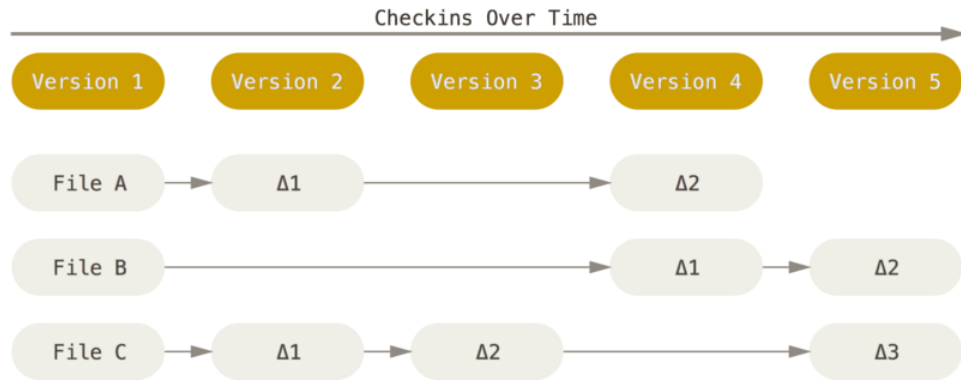 Checkins Over Time
Version 1 Version 2 Version 3 Version 4 Version 5
File A Δ1 Δ2
File B Δ1 Δ2
File C Δ1 Δ2 Δ3